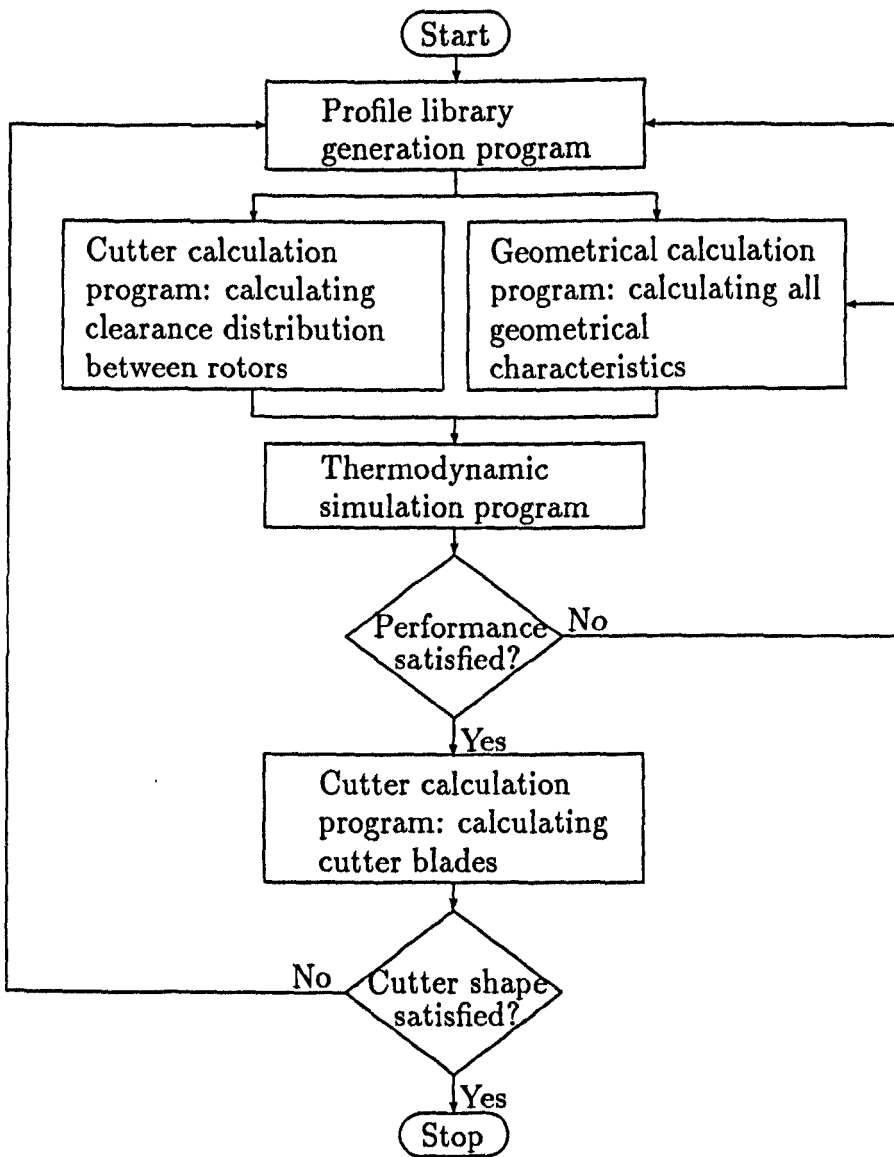 Start
Profile library
generation program
Cutter calculation
program: calculating
clearance distribution
between rotors
Geometrical calculation
program: calculating all
geometrical
characteristics
Thermodynamic
simulation program
Performance
satisfied?
No
Yes
Cutter calculation
program: calculating
cutter blades
No
Cutter shape
satisfied?
Yes
Stop